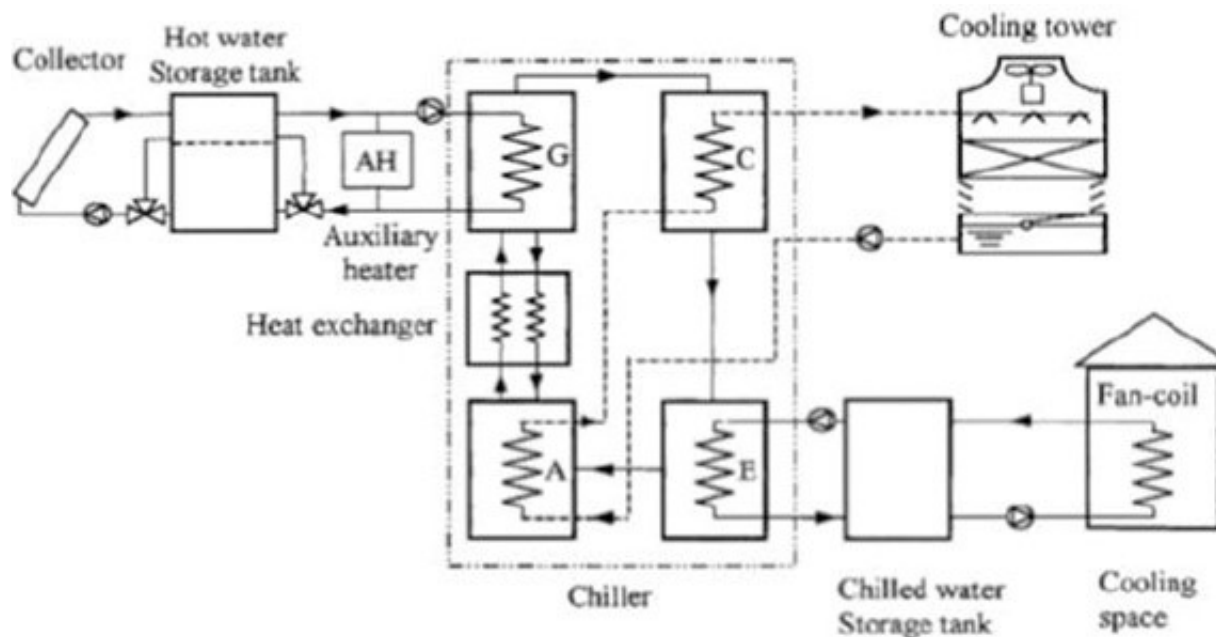 Collector
Hot water
Storage tank
Cooling tower
G
C
AH
Auxiliary
heater
Heat exchanger
A
E
Fan-coil
Chiller
Chilled water
Storage tank
Cooling
space